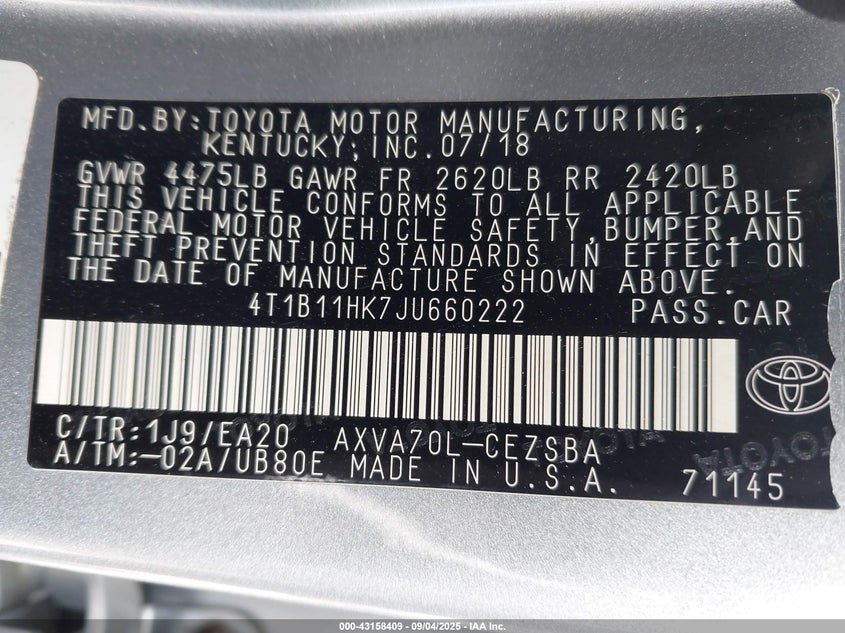 MFD.BY:TOYOTA MOTOR MANUFACTURING,
KENTUCKY, INC.07/18
GVWR 4475LB GAWR FR 2620LB RR 2420LB
THIS VEHICLE CONFORMS TO ALL APPLICABLE
FEDERAL MOTOR VEHICLE SAFETY,BUMPER,AND
THEFT PREVENTION STANDARDS IN EFFECT ON
THE DATE OF MANUFACTURE SHOWN ABOVE.
4T1B11HK7JU660222 PASS.CAR
C/TR:1J9/EA20 AXVA70L-CEZSBA
A/TM:-02A/UB80E MADE IN U.S.A. 71145
TOYOTA
000-43158409 - 09/04/2025 - IAA Inc.